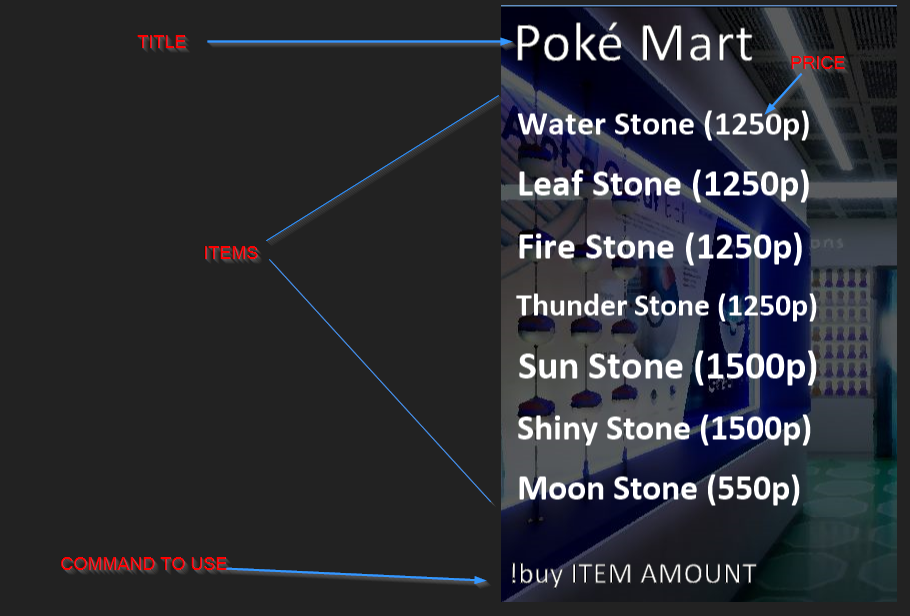 TITLE
Poké Mart
PRICE
Water Stone (1250p)
Leaf Stone (1250p)
ITEMS
Fire Stone (1250p)
Thunder Stone (1250p)
Sun Stone (1500p)
Shiny Stone (1500p)
Moon Stone (550p)
COMMAND TO USE
!buy ITEM AMOUNT